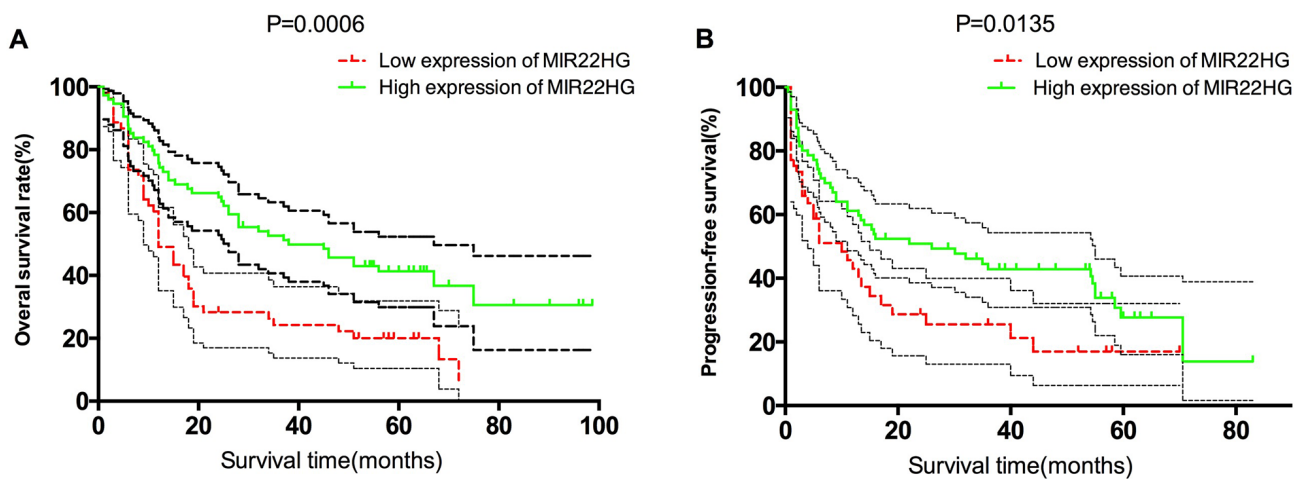 A
P=0.0006
Low expression of MIR22HG
High expression of MIR22HG
Overal survival rate(%)
100
80
60
40
20
0
0 20 40 60 80 100
Survival time(months)
B
P=0.0135
Low expression of MIR22HG
High expression of MIR22HG
Progression-free survival(%)
100
80
60
40
20
0
0 20 40 60 80
Survival time(months)